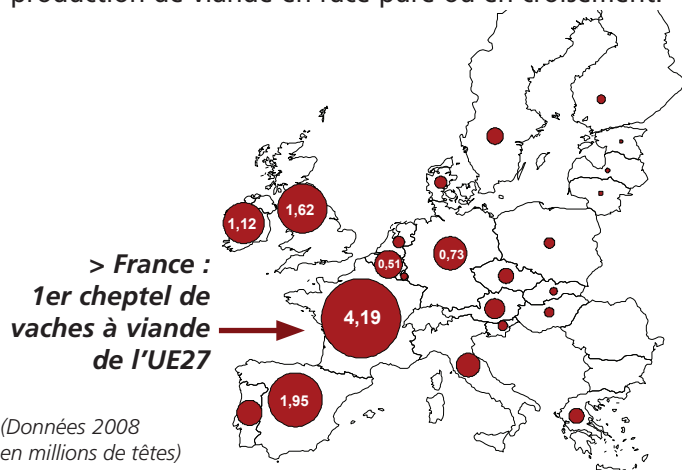 production de viande en race pure ou en croisement.
1,62
1,12
0,73
0,51
> France :
1er cheptel de
vaches à viande
de l’UE27
4,19
1,95
(Données 2008
en millions de têtes)